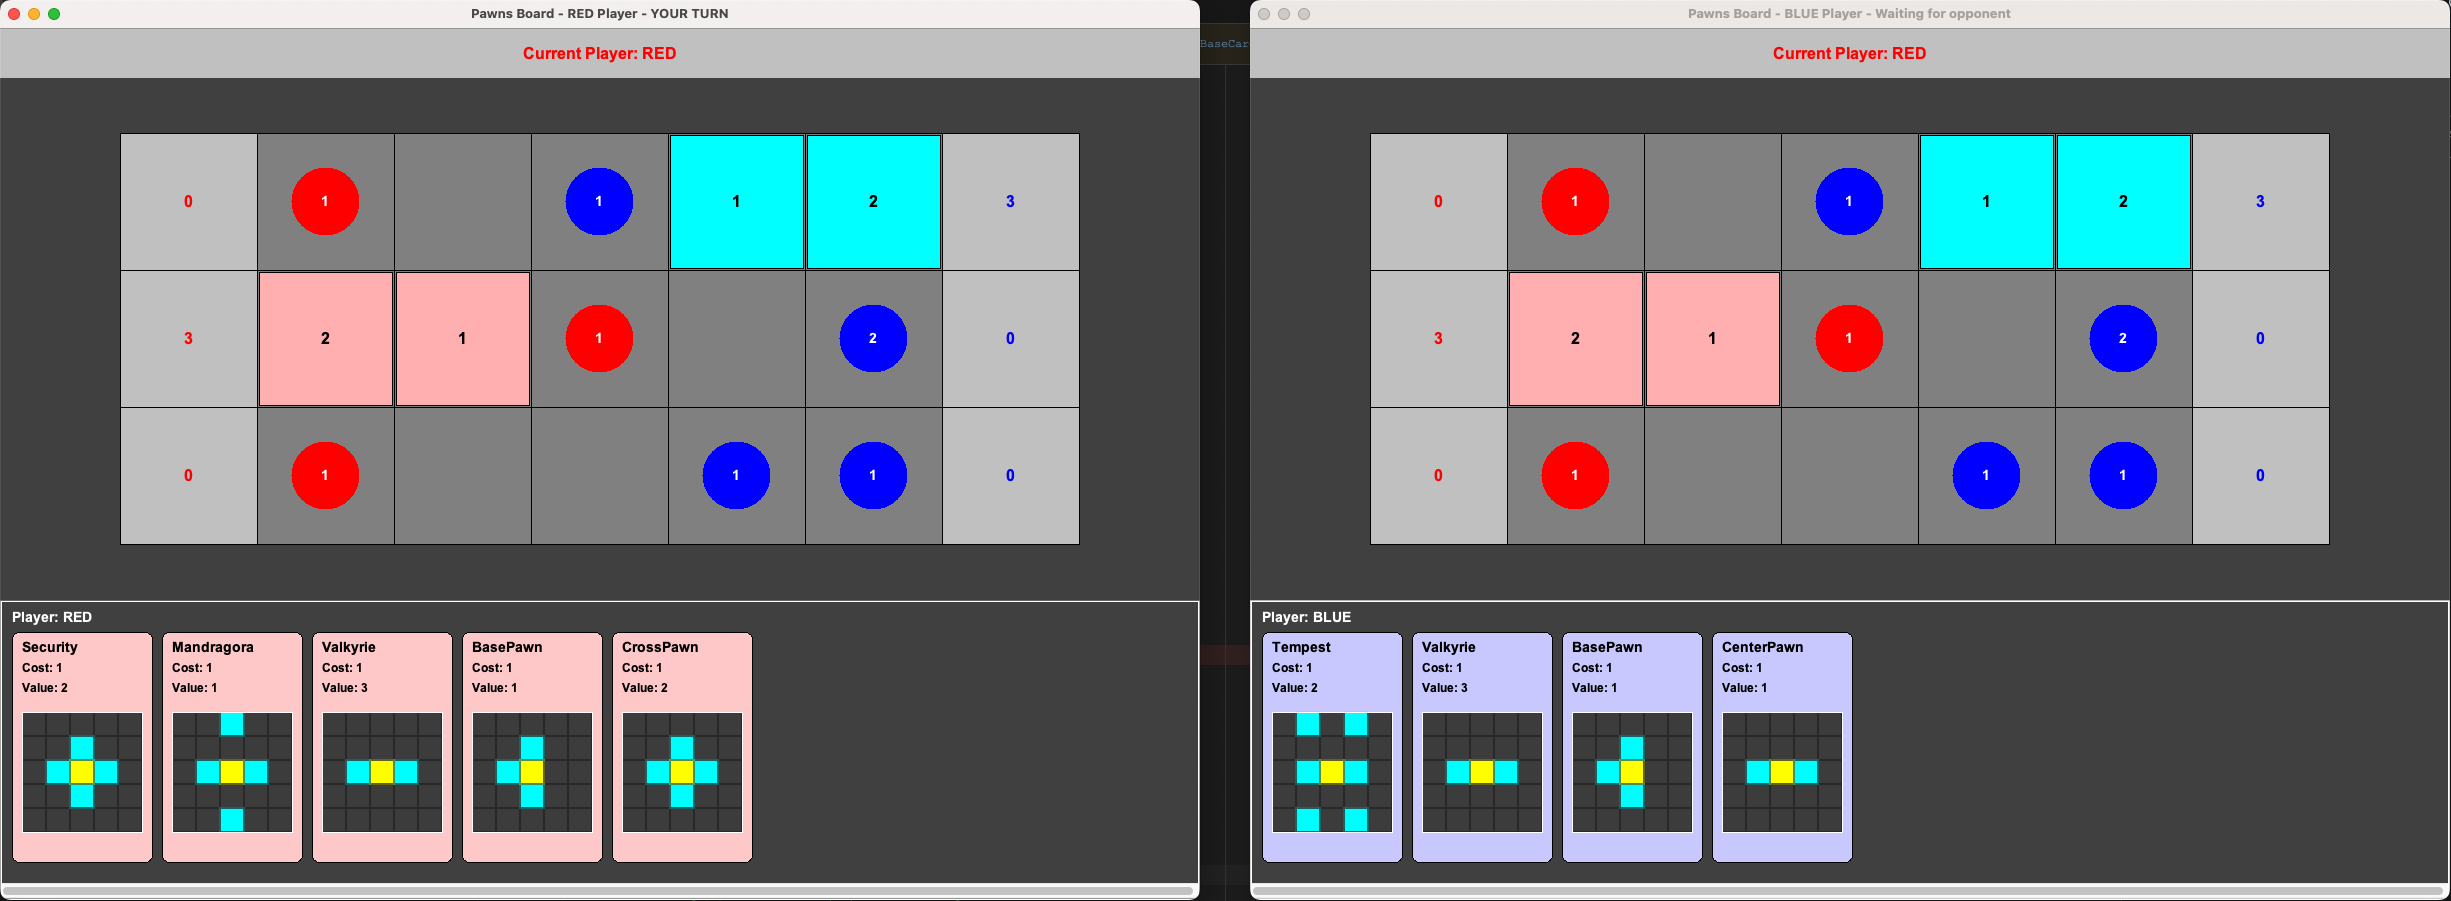 Pawns Board - RED Player - YOUR TURN
Current Player: RED
0 1 1 1 2 3
3 2 1 1 2 0
0 1 1 1 0
Player: RED
Security Mandragora Valkyrie BasePawn CrossPawn
Cost: 1 Cost: 1 Cost: 1 Cost: 1 Cost: 1
Value: 2 Value: 1 Value: 3 Value: 1 Value: 2
BaseCar
Pawns Board - BLUE Player - Waiting for opponent
Current Player: RED
0 1 1 1 2 3
3 2 1 1 2 0
0 1 1 1 0
Player: BLUE
Tempest Valkyrie BasePawn CenterPawn
Cost: 1 Cost: 1 Cost: 1 Cost: 1
Value: 2 Value: 3 Value: 1 Value: 1